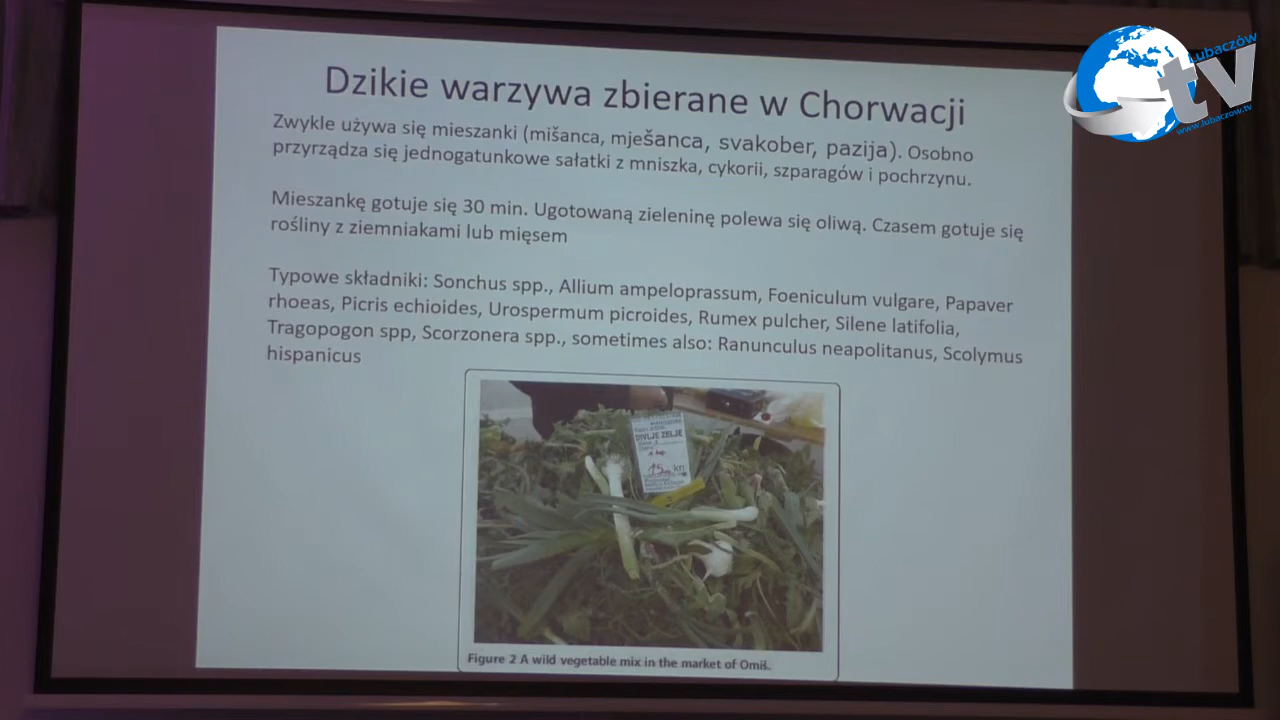 Lubaczów
tv
www.lubaczow.tv
Dzikie warzywa zbierane w Chorwacji
Zwykle używa się mieszanki (mišanca, mješanca, svakober, pazija). Osobno
przyrządza się jednogatunkowe sałatki z mniszka, cykorii, szparagów i pochrzynu.
Mieszankę gotuje się 30 min. Ugotowaną zieleninę polewa się oliwą. Czasem gotuje się
rośliny z ziemniakami lub mięsem
Typowe składniki: Sonchus spp., Allium ampeloprassum, Foeniculum vulgare, Papaver
rhoeas, Picris echioides, Urospermum picroides, Rumex pulcher, Silene latifolia,
Tragopogon spp, Scorzonera spp., sometimes also: Ranunculus neapolitanus, Scolymus
hispanicus
DIVLJE ZELJE
15 kn
Figure 2 A wild vegetable mix in the market of Omiš.